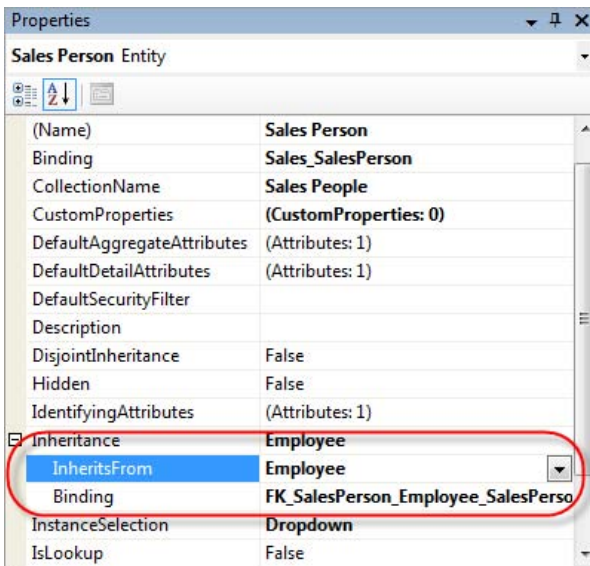 Properties
Sales Person Entity
(Name) Sales Person
Binding Sales_SalesPerson
CollectionName Sales People
CustomProperties (CustomProperties: 0)
DefaultAggregateAttributes (Attributes: 1)
DefaultDetailAttributes (Attributes: 1)
DefaultSecurityFilter
Description
DisjointInheritance False
Hidden False
IdentifyingAttributes (Attributes: 1)
Inheritance Employee
InheritsFrom Employee
Binding FK_SalesPerson_Employee_SalesPerso
InstanceSelection Dropdown
IsLookup False